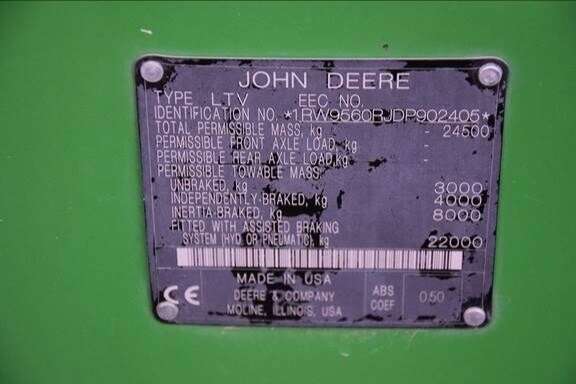 JOHN DEERE
TYPE LTV EEC NO.
IDENTIFICATION NO. *1RW9560RJDP902405*
TOTAL PERMISSIBLE MASS, kg - 24500
PERMISSIBLE FRONT AXLE LOAD, kg -
PERMISSIBLE REAR AXLE LOAD, kg -
PERMISSIBLE TOWABLE MASS
UNBRAKED, kg 3000
INDEPENDENTLY-BRAKED, kg 4000
INERTIA-BRAKED, kg 8000
FITTED WITH ASSISTED BRAKING
SYSTEM (HYD OR PNEUMATIC), kg 22000
MADE IN USA
CE DEERE & COMPANY ABS COEF 0.50
MOLINE, ILLINOIS, USA